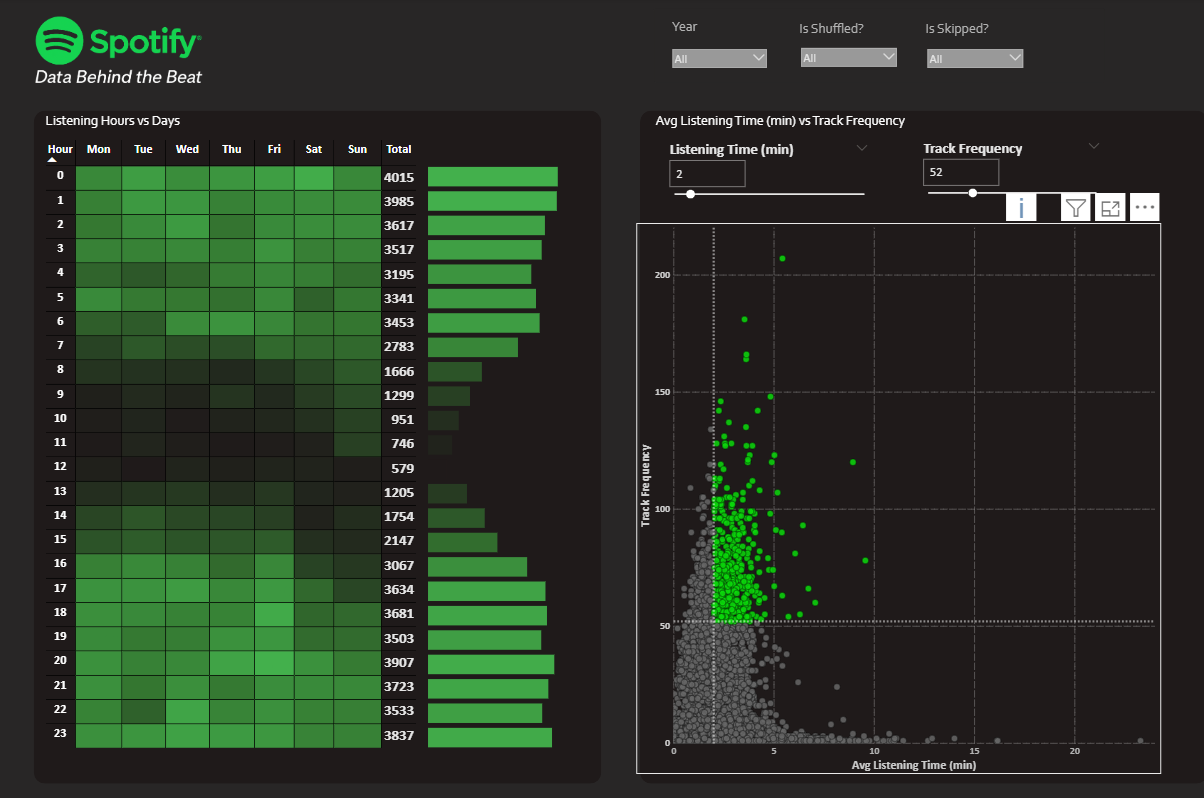 Spotify®
Data Behind the Beat
Year
Is Shuffled?
Is Skipped?
All
All
All
Listening Hours vs Days
Hour Mon Tue Wed Thu Fri Sat Sun Total
0 4015
1 3985
2 3617
3 3517
4 3195
5 3341
6 3453
7 2783
8 1666
9 1299
10 951
11 746
12 579
13 1205
14 1754
15 2147
16 3067
17 3634
18 3681
19 3503
20 3907
21 3723
22 3533
23 3837
Avg Listening Time (min) vs Track Frequency
Listening Time (min)
2
Track Frequency
52
i
Track Frequency
200
150
100
50
0
0 5 10 15 20
Avg Listening Time (min)